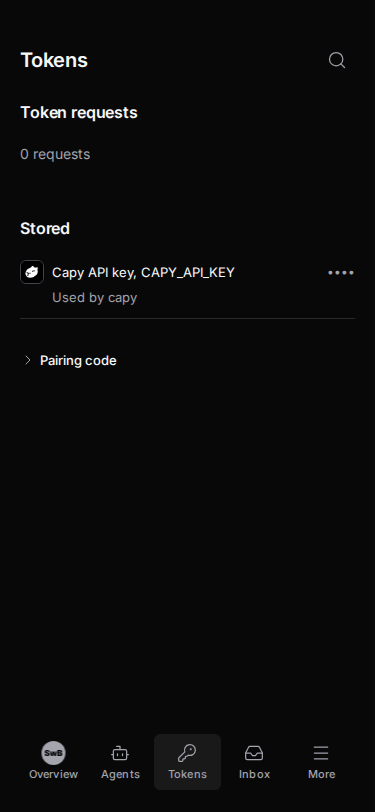 Tokens
Token requests
0 requests
Stored
Capy API key, CAPY_API_KEY
••••
Used by capy
Pairing code
SwB
Overview
Agents
Tokens
Inbox
More